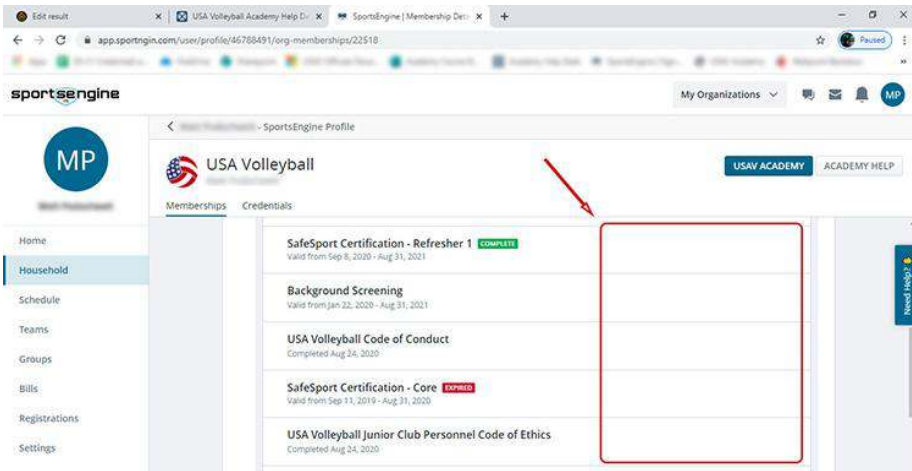 Edit result
USA Volleyball Academy Help De
SportsEngine | Membership Deta
app.sportngin.com/user/profile/46788491/org-memberships/22518
Paused
sportsengine
My Organizations
MP
- SportsEngine Profile
MP
USA Volleyball
USAV ACADEMY
ACADEMY HELP
Memberships Credentials
Home
Household
Schedule
Teams
Groups
Bills
Registrations
Settings
SafeSport Certification - Refresher 1 COMPLETE
Valid from Sep 8, 2020 - Aug 31, 2021
Background Screening
Valid from Jan 22, 2020 - Aug 31, 2021
USA Volleyball Code of Conduct
Completed Aug 24, 2020
SafeSport Certification - Core EXPIRED
Valid from Sep 11, 2019 - Aug 31, 2020
USA Volleyball Junior Club Personnel Code of Ethics
Completed Aug 24, 2020
Need Help?